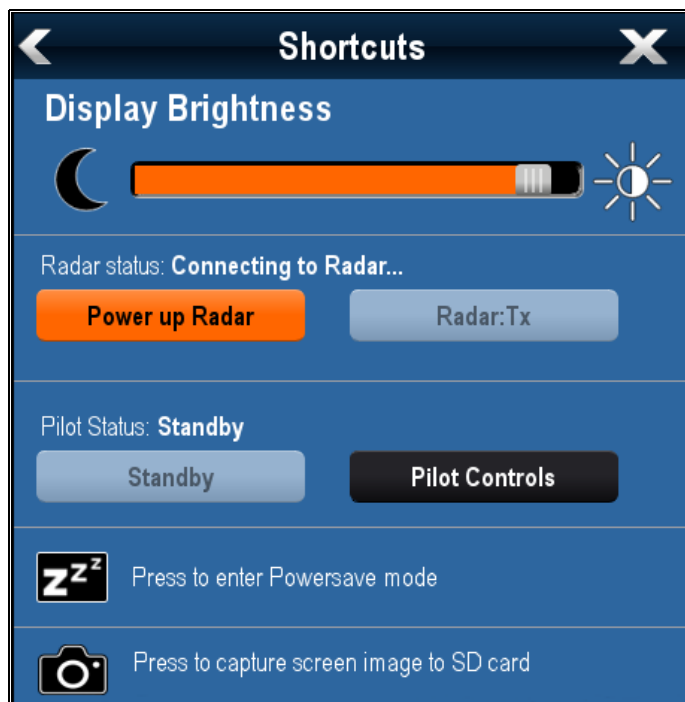 Shortcuts
Display Brightness
Radar status: Connecting to Radar...
Power up Radar
Radar:Tx
Pilot Status: Standby
Standby
Pilot Controls
zzz
Press to enter Powersave mode
Press to capture screen image to SD card